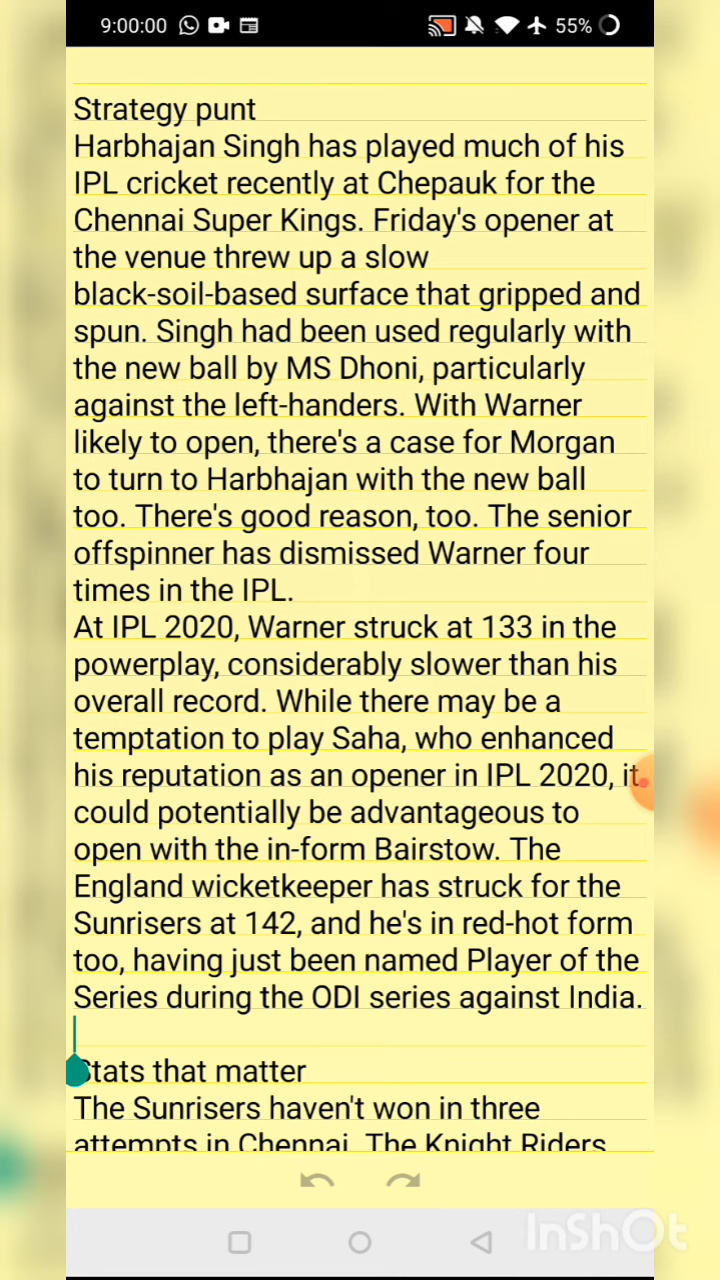 9:00:00
55%
Strategy punt
Harbhajan Singh has played much of his
IPL cricket recently at Chepauk for the
Chennai Super Kings. Friday's opener at
the venue threw up a slow
black-soil-based surface that gripped and
spun. Singh had been used regularly with
the new ball by MS Dhoni, particularly
against the left-handers. With Warner
likely to open, there's a case for Morgan
to turn to Harbhajan with the new ball
too. There's good reason, too. The senior
offspinner has dismissed Warner four
times in the IPL.
At IPL 2020, Warner struck at 133 in the
powerplay, considerably slower than his
overall record. While there may be a
temptation to play Saha, who enhanced
his reputation as an opener in IPL 2020, it
could potentially be advantageous to
open with the in-form Bairstow. The
England wicketkeeper has struck for the
Sunrisers at 142, and he's in red-hot form
too, having just been named Player of the
Series during the ODI series against India.
Stats that matter
The Sunrisers haven't won in three
attempts in Chennai. The Knight Riders
InShOt